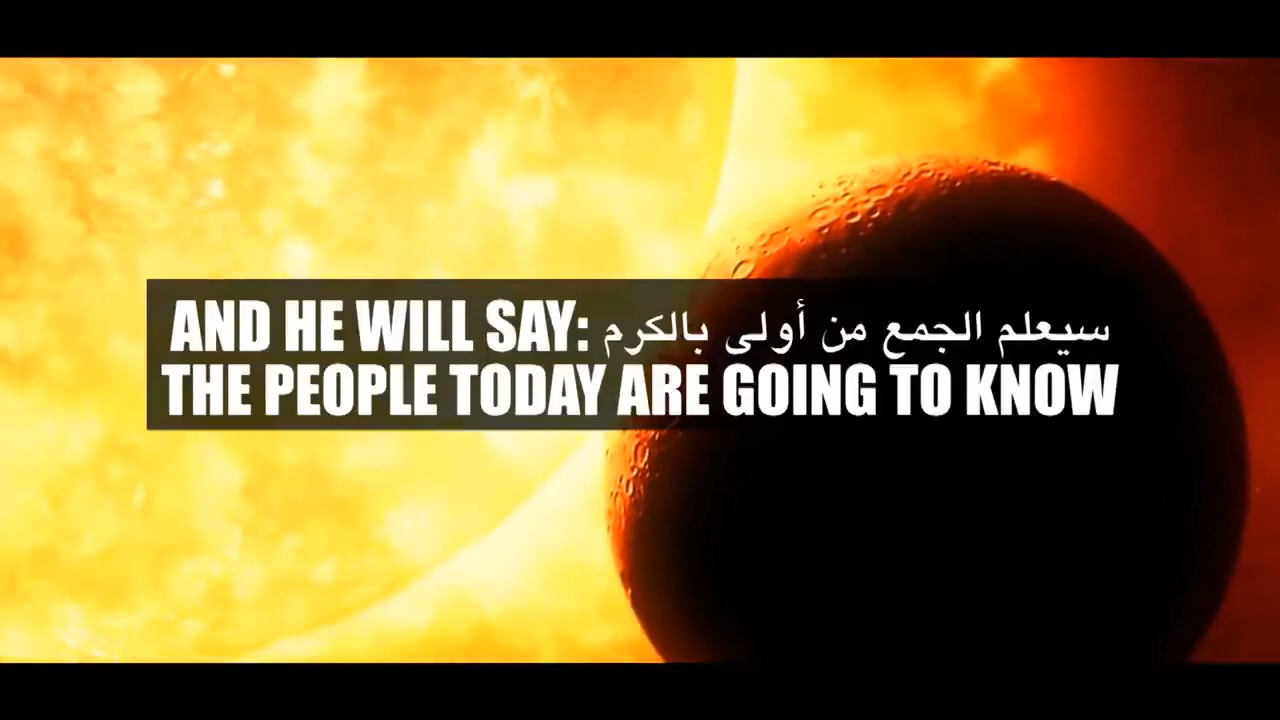 AND HE WILL SAY: سيعلم الجمع من أولى بالكرم
THE PEOPLE TODAY ARE GOING TO KNOW